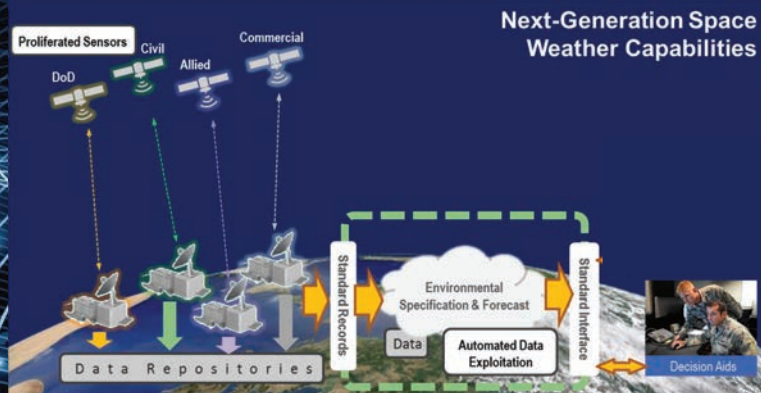 Next-Generation Space
Weather Capabilities
Proliferated Sensors
DoD
Civil
Allied
Commercial
Standard Records
Environmental
Specification & Forecast
Data
Automated Data
Exploitation
Standard Interface
Data Repositories
Decision Aids